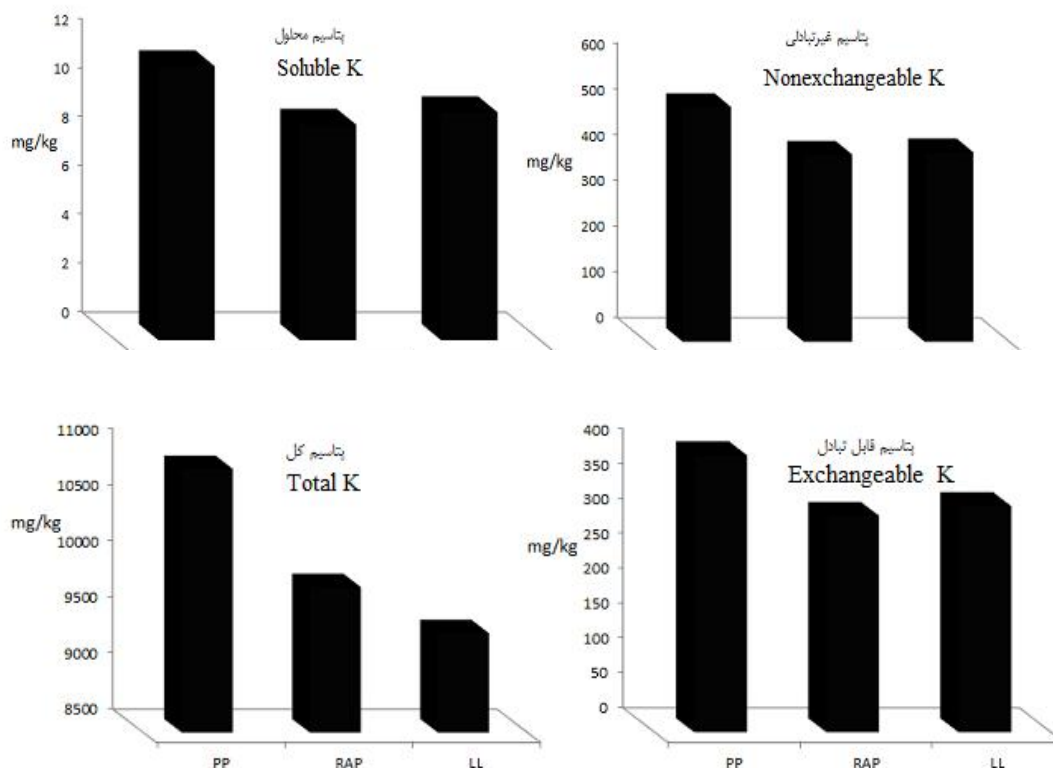 پتاسیم محلول
Soluble K
mg/kg
12
10
8
6
4
2
0
پتاسیم غیرتبادلی
Nonexchangeable K
mg/kg
600
500
400
300
200
100
0
پتاسیم کل
Total K
mg/kg
11000
10500
10000
9500
9000
8500
PP
RAP
LL
پتاسیم قابل تبادل
Exchangeable K
mg/kg
400
350
300
250
200
150
100
50
0
PP
RAP
LL